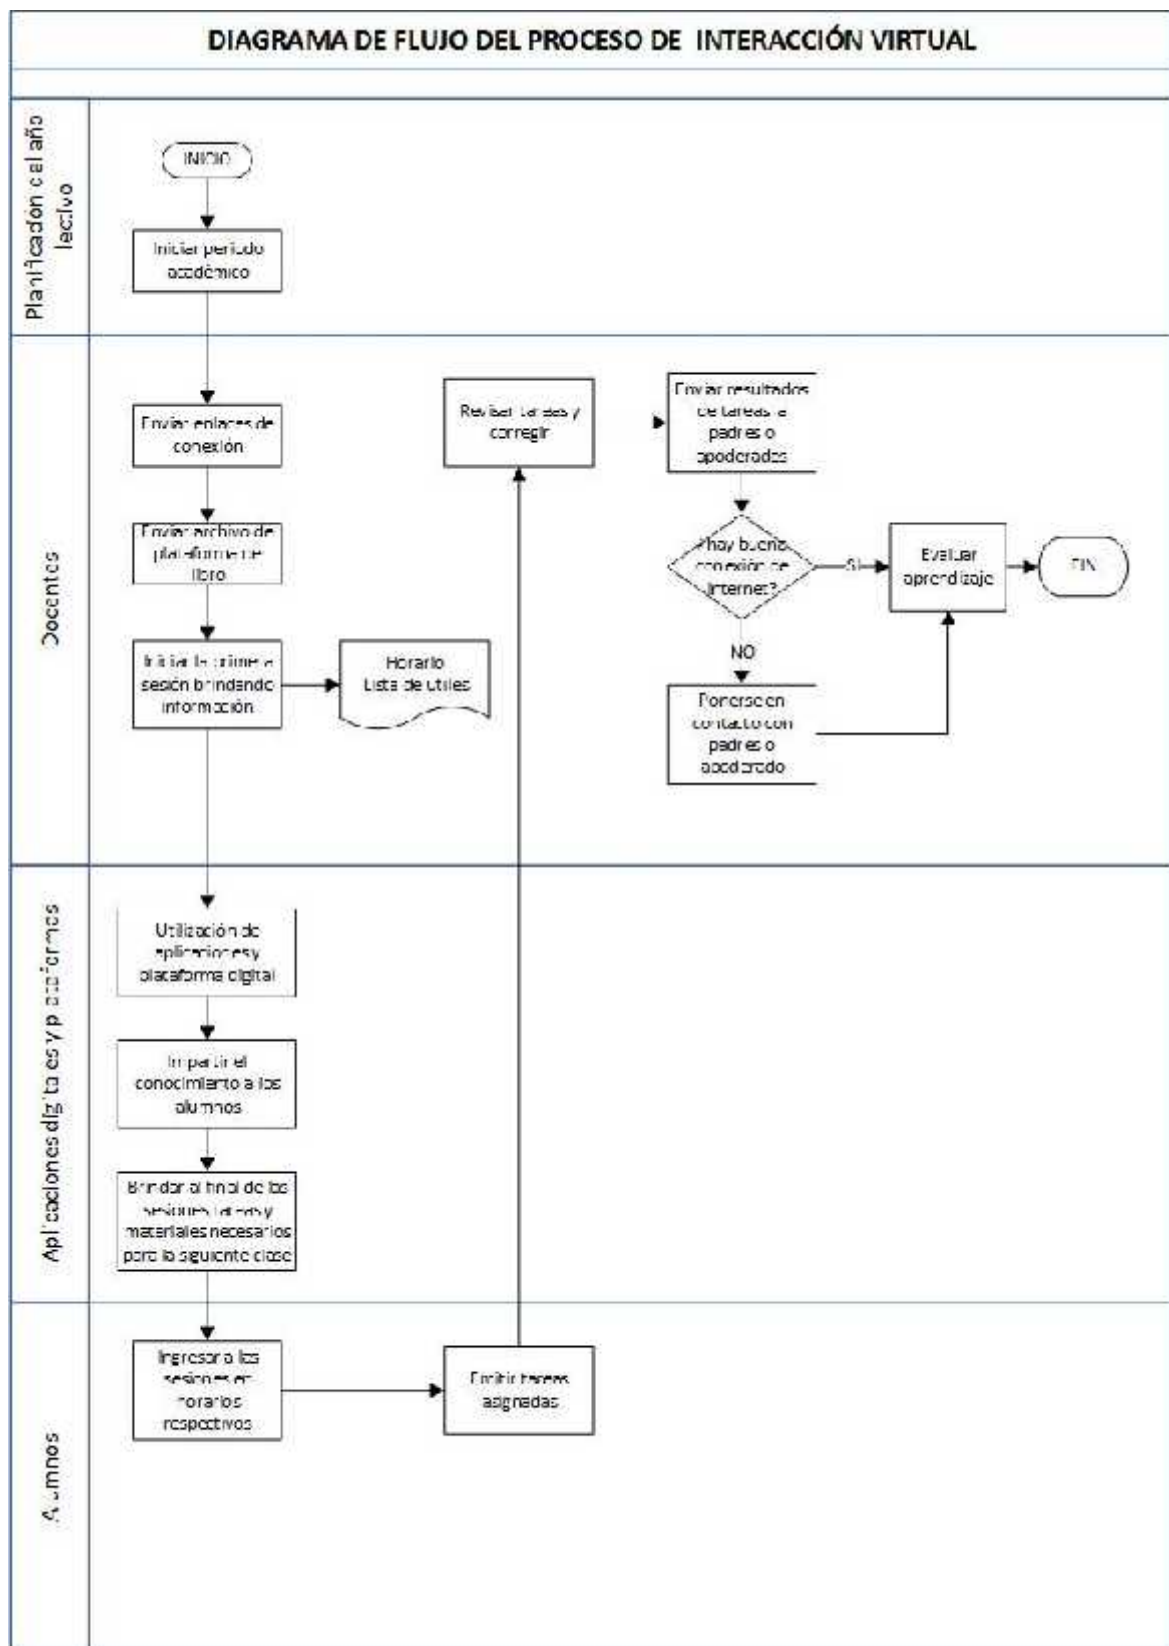 DIAGRAMA DE FLUJO DEL PROCESO DE INTERACCIÓN VIRTUAL
Planificación del año
lectivo
INICIO
Iniciar periodo
académico
Docentes
Enviar enlaces de
conexión
Enviar archivo de
plataforma de
libro
Iniciar la primera
sesión brindando
información
Horario
Lista de útiles
Revisar tareas y
corregir
Enviar resultados
de tareas a
padres o
apoderados
¿hay buena
conexión de
internet?
SI
NO
Ponerse en
contacto con
padres o
apoderado
Evaluar
aprendizaje
FIN
Aplicaciones digitales y plataformas
Utilización de
aplicaciones y
plataforma digital
Impartir el
conocimiento a los
alumnos
Brindar al final de las
sesiones tareas y
materiales necesarios
para la siguiente clase
Alumnos
Ingresar a las
sesiones en
horarios
respectivos
Emitir tareas
asignadas